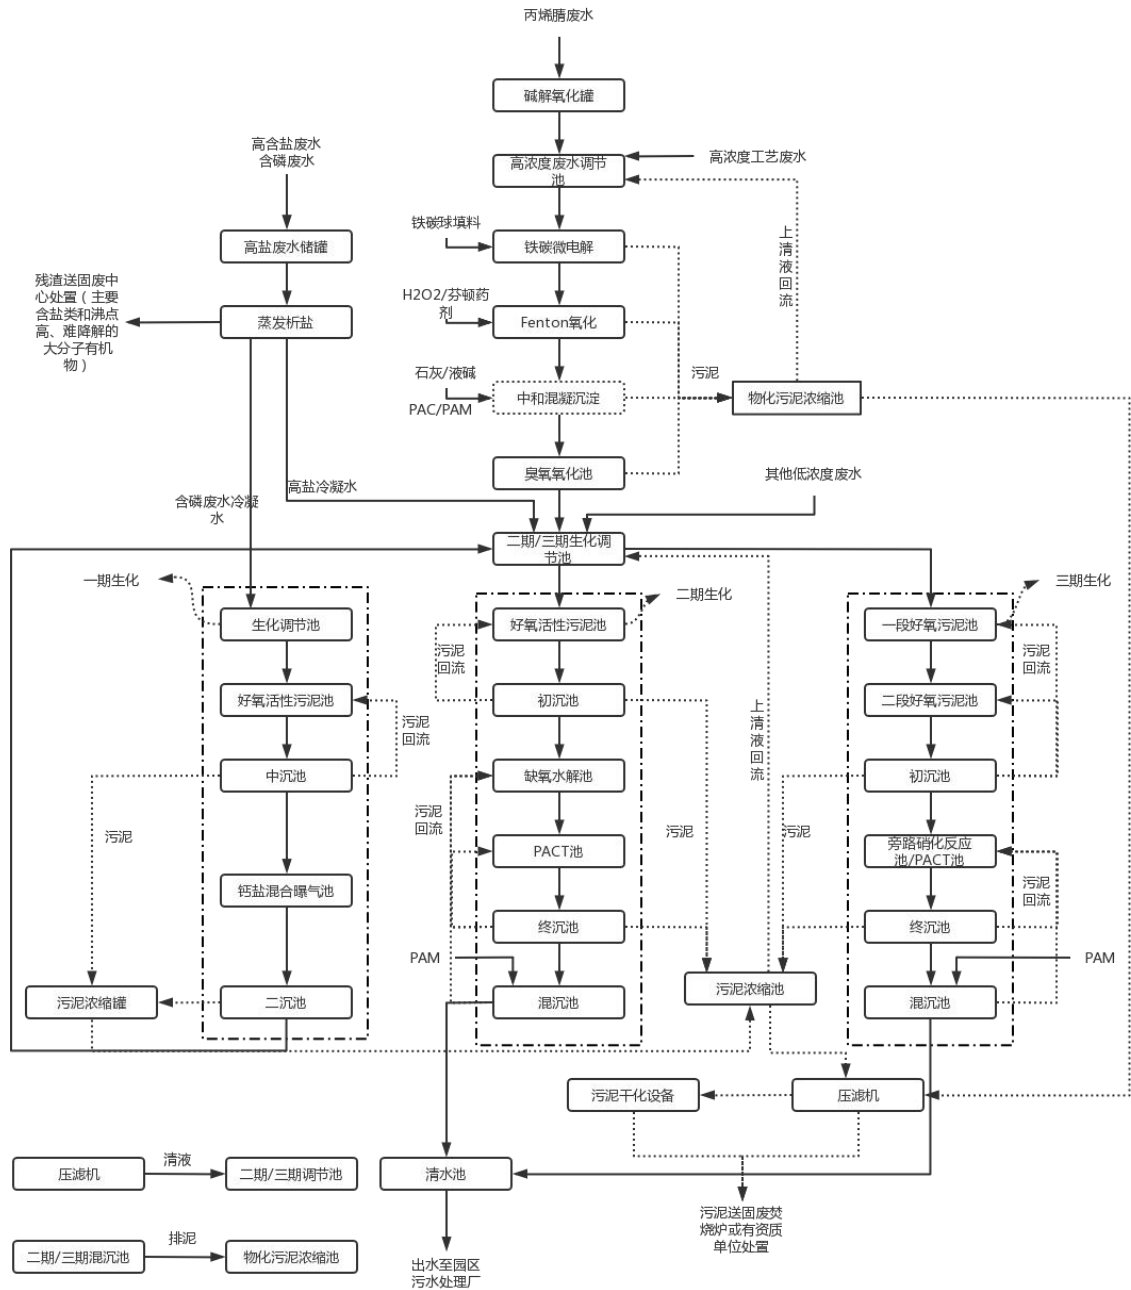 丙烯腈废水
碱解氧化罐
高含盐废水
含磷废水
高浓度废水调节
池
高浓度工艺废水
铁碳球填料
上
清
液
回
流
高盐废水储罐
铁碳微电解
残渣送固废中
心处置（主要
含盐类和沸点
高、难降解的
大分子有机
物）
H2O2/芬顿药
剂
蒸发析盐
Fenton氧化
石灰/液碱
污泥
PAC/PAM
中和混凝沉淀
物化污泥浓缩池
臭氧氧化池
其他低浓度废水
高盐冷凝水
含磷废水冷凝
水
二期/三期生化调
节池
一期生化
二期生化
三期生化
生化调节池
好氧活性污泥池
一段好氧污泥池
污泥
回流
污泥
回流
好氧活性污泥池
初沉池
二段好氧污泥池
污泥
回流
上
清
液
回
流
中沉池
缺氧水解池
初沉池
污泥
回流
污泥
污泥
污泥
PACT池
旁路硝化反应
池/PACT池
钙盐混合曝气池
污泥
回流
终沉池
终沉池
PAM
PAM
污泥浓缩罐
二沉池
混沉池
污泥浓缩池
混沉池
污泥干化设备
压滤机
压滤机
清液
二期/三期调节池
清水池
污泥送固废焚
烧炉或有资质
单位处置
二期/三期混沉池
排泥
物化污泥浓缩池
出水至园区
污水处理厂